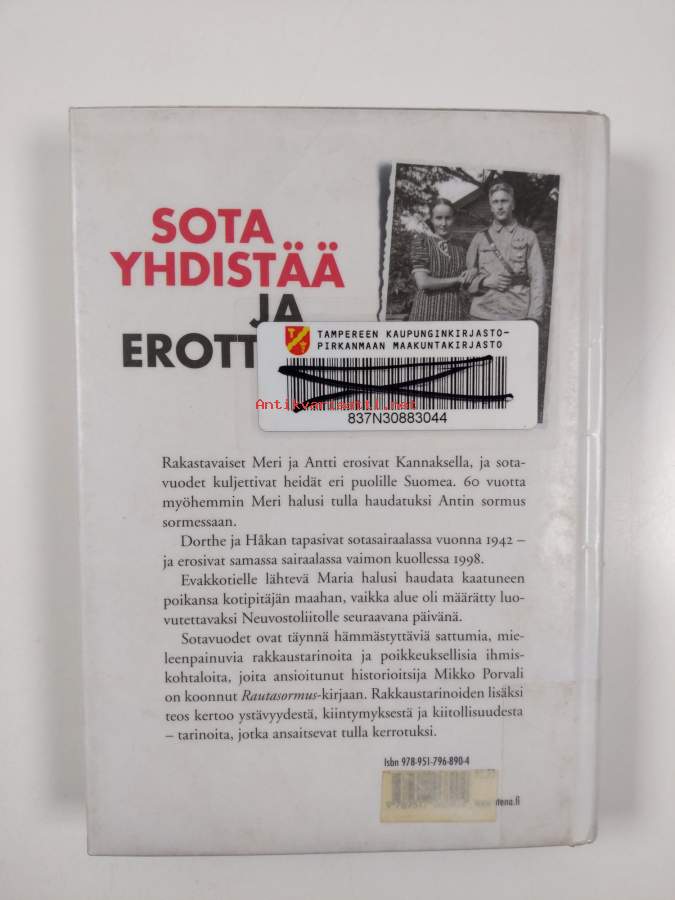 SOTA
YHDISTÄÄ
JA
EROTT
TAMPEREEN KAUPUNGINKIRJASTO-
PIRKANMAAN MAAKUNTAKIRJASTO
Antikvariaatti.net
837N30883044
Rakastavaiset Meri ja Antti erosivat Kannaksella, ja sota-
vuodet kuljettivat heidät eri puolille Suomea. 60 vuotta
myöhemmin Meri halusi tulla haudatuksi Antin sormus
sormessaan.
Dorthe ja Håkan tapasivat sotasairaalassa vuonna 1942 –
ja erosivat samassa sairaalassa vaimon kuollessa 1998.
Evakkotielle lähtevä Maria halusi haudata kaatuneen
poikansa kotipitäjän maahan, vaikka alue oli määrätty luo-
vutettavaksi Neuvostoliitolle seuraavana päivänä.
Sotavuodet ovat täynnä hämmästyttäviä sattumia, mie-
leenpainuvia rakkaustarinoita ja poikkeuksellisia ihmis-
kohtaloita, joita ansioitunut historioitsija Mikko Porvali
on koonnut Rautasormus-kirjaan. Rakkaustarinoiden lisäksi
teos kertoo ystävyydestä, kiintymyksestä ja kiitollisuudesta
– tarinoita, jotka ansaitsevat tulla kerrotuksi.
Isbn 978-951-796-890-4